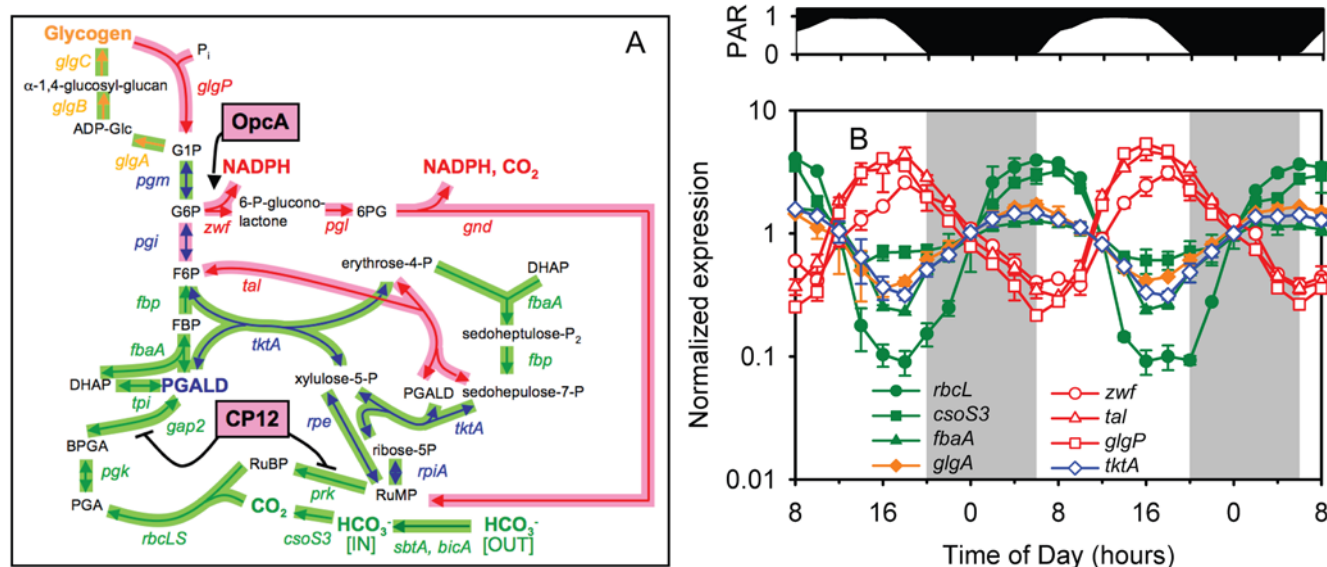 A
Glycogen
glgC
Pi
α-1,4-glucosyl-glucan
glgP
glgB
ADP-Glc
OpcA
glgA
G1P
NADPH
NADPH, CO2
pgm
G6P
6-P-glucono-
lactone
6PG
zwf
pgl
gnd
pgi
erythrose-4-P
DHAP
F6P
tal
fbaA
fbp
FBP
sedoheptulose-P2
fbaA
tktA
fbp
DHAP
PGALD
xylulose-5-P
PGALD
sedohepulose-7-P
tpi
CP12
gap2
rpe
tktA
BPGA
ribose-5P
pgk
RuBP
rpiA
prk
RuMP
PGA
CO2
HCO3-
HCO3-
rbcLS
csoS3
[IN]
sbtA, bicA
[OUT]
PAR
1
0
B
Normalized expression
10
1
0.1
0.01
rbcL
zwf
csoS3
tal
fbaA
glgP
glgA
tktA
8 16 0 8 16 0 8
Time of Day (hours)